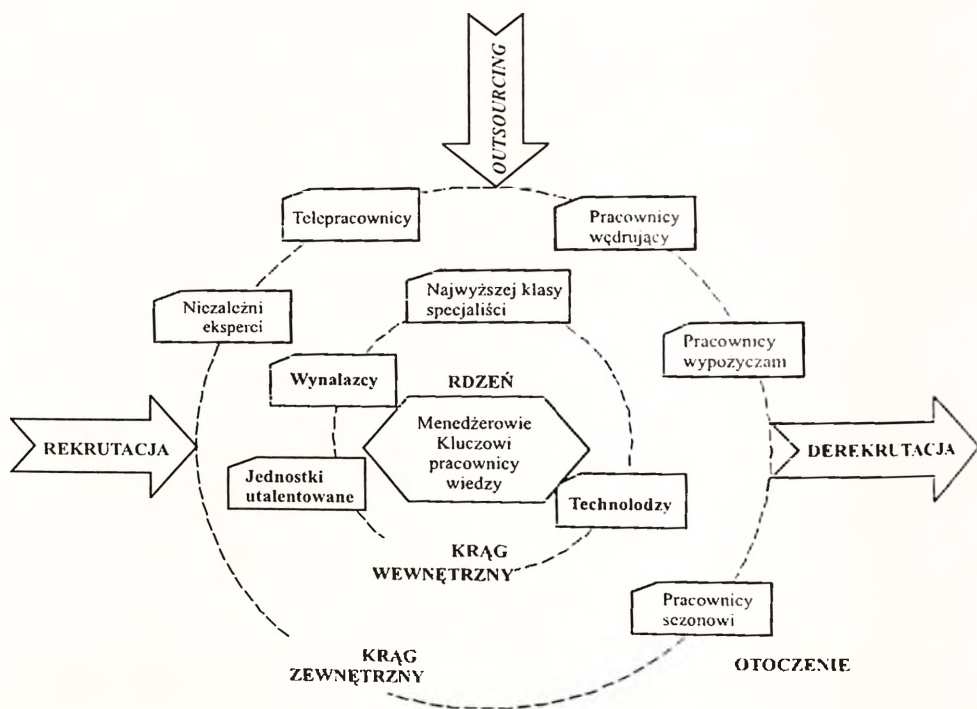 OUTSOURCING
Telepracownicy
Pracownicy
wędrujący
Najwyższej klasy
specjaliści
Niezależni
eksperci
Pracownicy
wypożyczam
Wynalazcy
RDZEŃ
Menedżerowie
Kluczowi
pracownicy
wiedzy
REKRUTACJA
DEREKRUTACJA
Jednostki
utalentowane
Technolodzy
KRĄG
WEWNĘTRZNY
Pracownicy
sezonowi
KRĄG
ZEWNĘTRZNY
OTOCZENIE